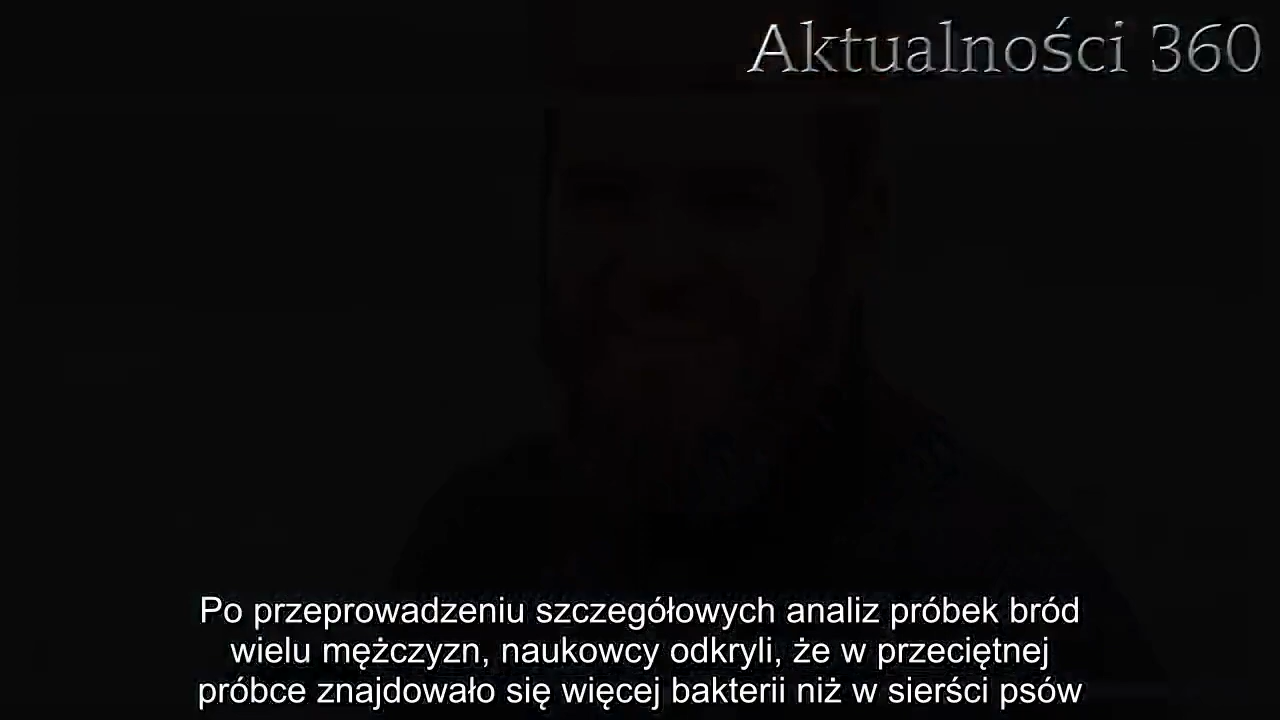 Aktualności 360
Po przeprowadzeniu szczegółowych analiz próbek bród
wielu mężczyzn, naukowcy odkryli, że w przeciętnej
próbce znajdowało się więcej bakterii niż w sierści psów